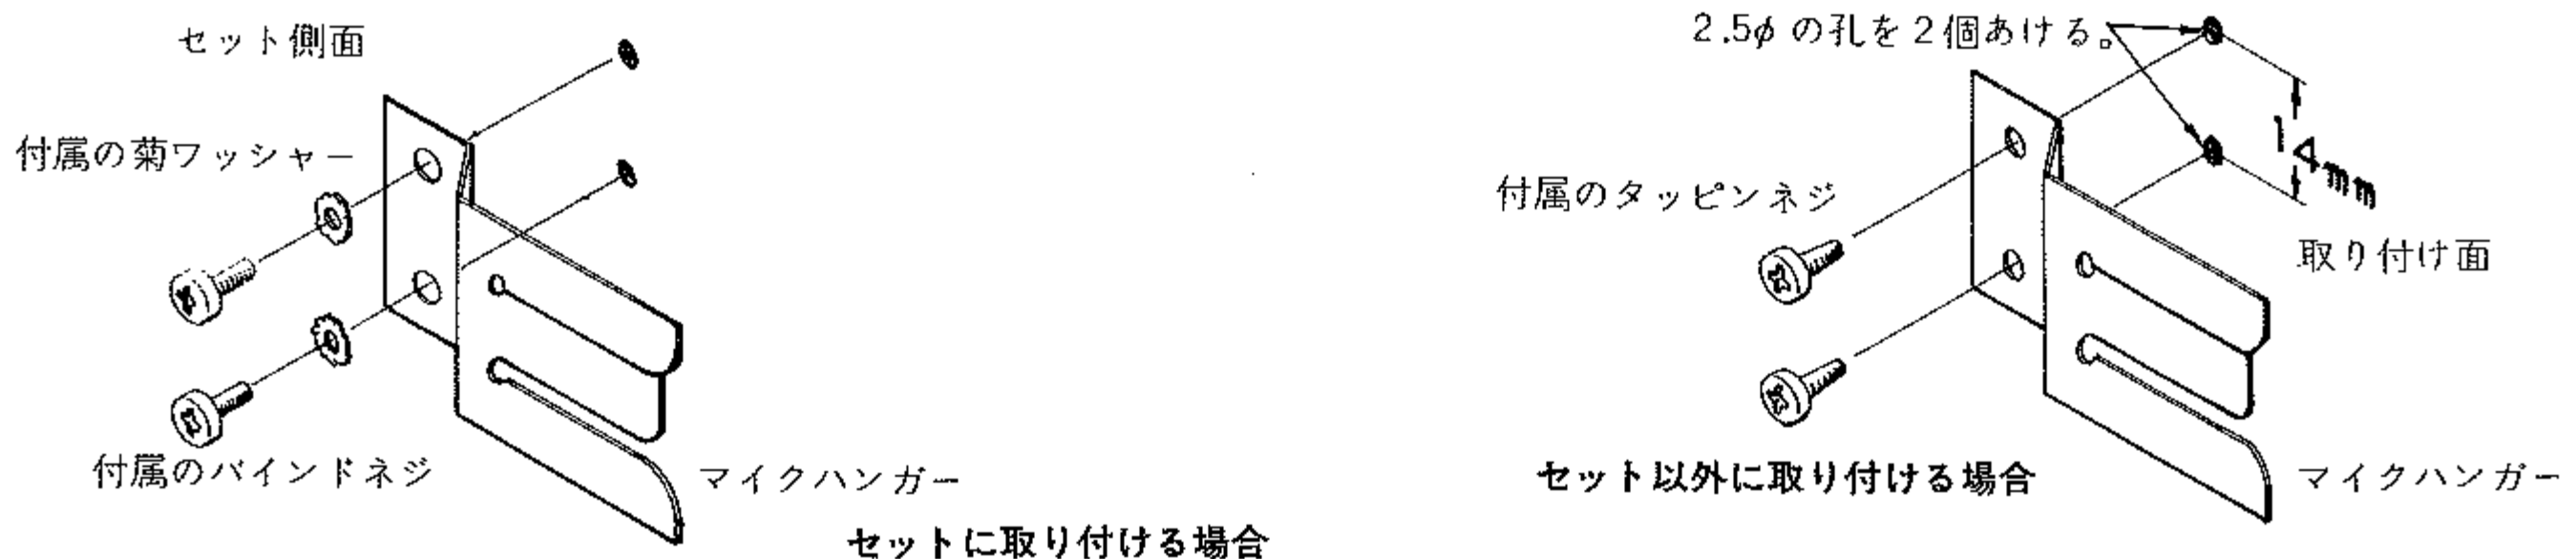 セット側面
付属の菊ワッシャー
付属のバインドネジ
マイクハンガー
セットに取り付ける場合
2.5φ の孔を2個あける。
14mm
付属のタッピンネジ
取り付け面
セット以外に取り付ける場合
マイクハンガー